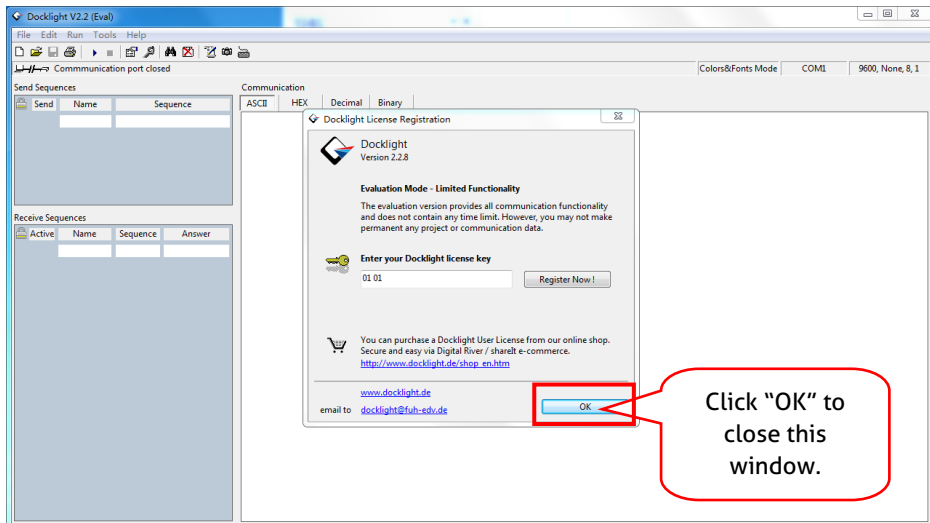 Docklight V2.2 (Eval)
File Edit Run Tools Help
Commmunication port closed
Colors&Fonts Mode COM1 9600, None, 8, 1
Send Sequences
Send Name Sequence
Communication
ASCII HEX Decimal Binary
Docklight License Registration
Docklight
Version 2.2.8
Evaluation Mode - Limited Functionality
The evaluation version provides all communication functionality
and does not contain any time limit. However, you may not make
permanent any project or communication data.
Receive Sequences
Active Name Sequence Answer
Enter your Docklight license key
01 01
Register Now !
You can purchase a Docklight User License from our online shop.
Secure and easy via Digital River / shareIt e-commerce.
http://www.docklight.de/shop_en.htm
www.docklight.de
email to docklight@fuh-edv.de
OK
Click “OK” to
close this
window.